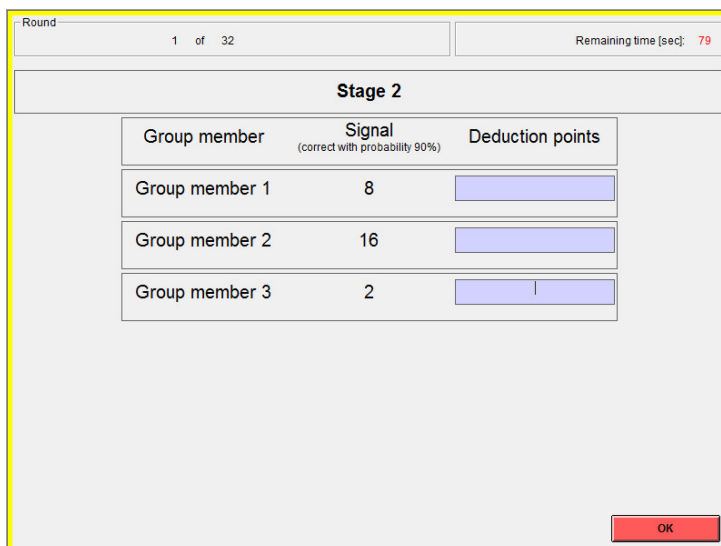 Round
1 of 32
Remaining time [sec]: 79
Stage 2
Group member Signal Deduction points
(correct with probability 90%)
Group member 1 8
Group member 2 16
Group member 3 2
OK